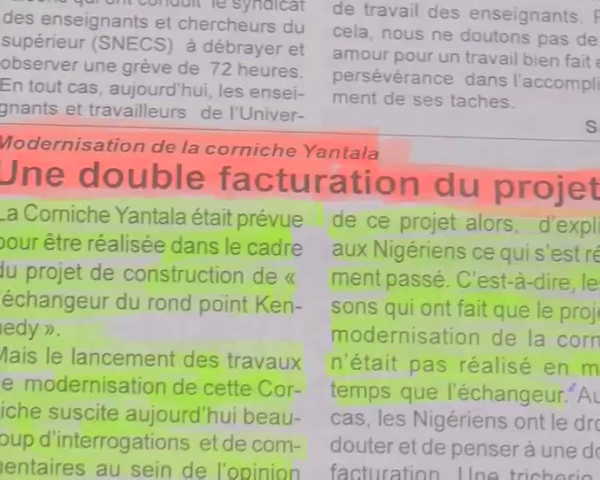 le syndicat
des enseignants et chercheurs du
supérieur (SNECS) à débrayer et
observer une grève de 72 heures.
En tout cas, aujourd'hui, les ensei-
gnants et travailleurs de l'Univer-
de travail des enseignants.
cela, nous ne doutons pas de
amour pour un travail bien fait
persévérance dans l'accompli
ment de ses taches.
S
Modernisation de la corniche Yantala
Une double facturation du projet
La Corniche Yantala était prévue
pour être réalisée dans le cadre
du projet de construction de «
l'échangeur du rond point Ken-
nedy ».
Mais le lancement des travaux
de modernisation de cette Cor-
niche suscite aujourd'hui beau-
coup d'interrogations et de com-
mentaires au sein de l'opinion
de ce projet alors, d'expli
aux Nigériens ce qui s'est ré
ment passé. C'est-à-dire, le
sons qui ont fait que le proj
modernisation de la corn
n'était pas réalisé en m
temps que l'échangeur. Au
cas, les Nigériens ont le dro
douter et de penser à une do
facturation. Une tricherie